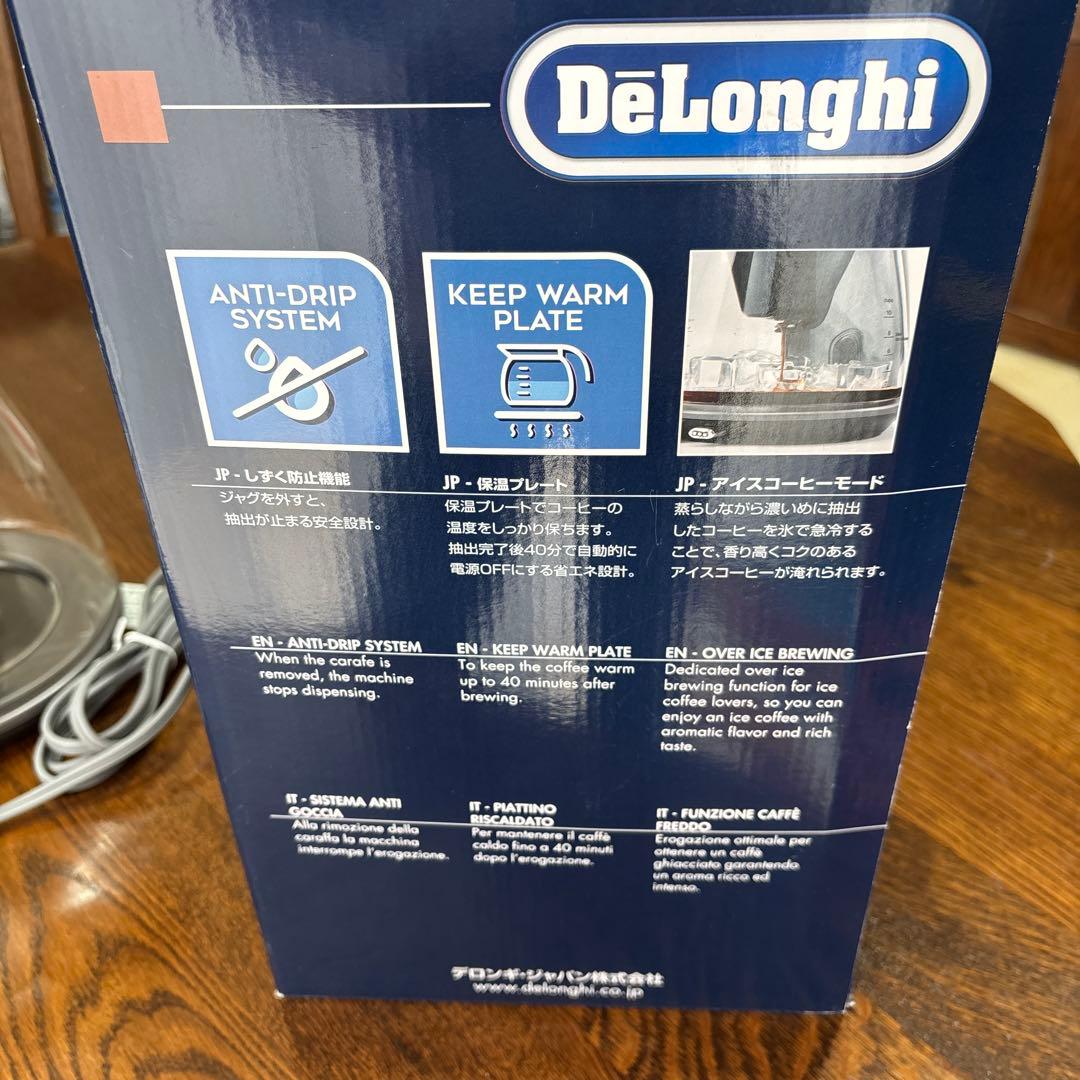 DēLonghi
ANTI-DRIP
SYSTEM
KEEP WARM
PLATE
JP - しずく防止機能
ジャグを外すと、
抽出が止まる安全設計。
JP - 保温プレート
保温プレートでコーヒーの
温度をしっかり保ちます。
抽出完了後40分で自動的に
電源OFFにする省エネ設計。
JP - アイスコーヒーモード
蒸らしながら濃いめに抽出
したコーヒーを氷で急冷する
ことで、香り高くコクのある
アイスコーヒーが淹れられます。
EN - ANTI-DRIP SYSTEM
When the carafe is
removed, the machine
stops dispensing.
EN - KEEP WARM PLATE
To keep the coffee warm
up to 40 minutes after
brewing.
EN - OVER ICE BREWING
Dedicated over ice
brewing function for ice
coffee lovers, so you can
enjoy an ice coffee with
aromatic flavor and rich
taste.
IT - SISTEMA ANTI
GOCCIA
Alla rimozione della
caraffa la macchina
interrompe l'erogazione.
IT - PIATTINO
RISCALDATO
Per mantenere il caffè
caldo fino a 40 minuti
dopo l'erogazione.
IT - FUNZIONE CAFFÈ
FREDDO
Erogazione ottimale per
ottenere un caffè
ghiacciato garantendo
un aroma ricco ed
intenso.
デロンギ・ジャパン株式会社
www.delonghi.co.jp